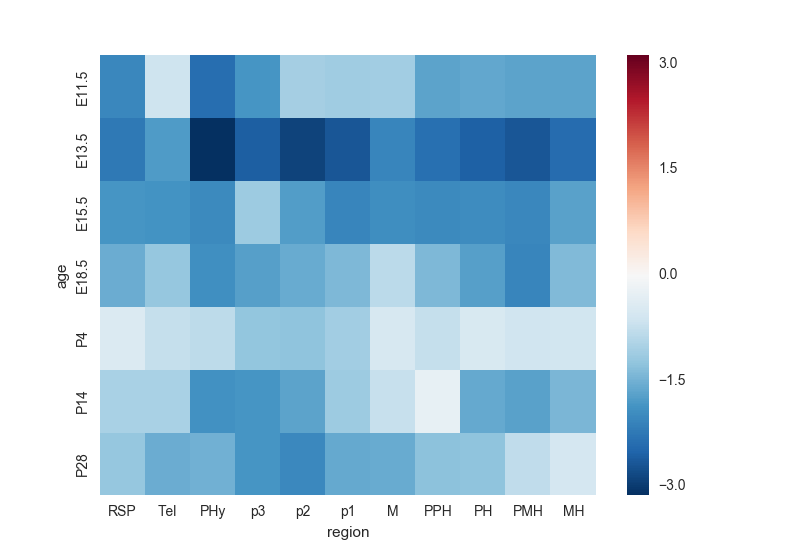 E11.5
E13.5
E15.5
E18.5
P4
P14
P28
age
RSP Tel PHy p3 p2 p1 M PPH PH PMH MH
region
3.0
1.5
0.0
−1.5
−3.0